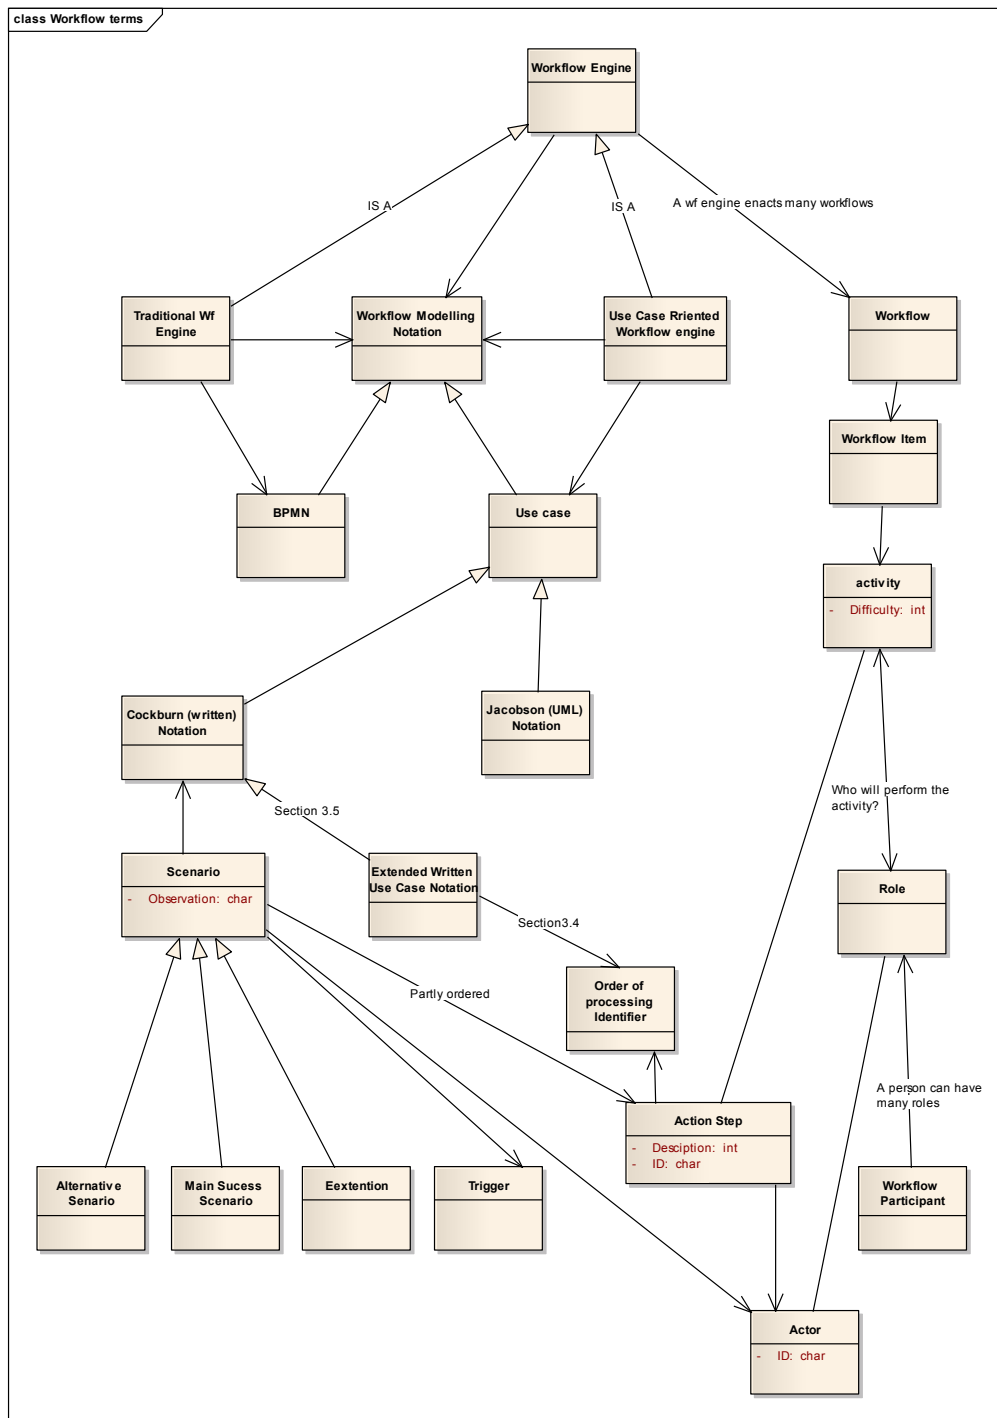 class Workflow terms
Workflow Engine
IS A
IS A
A wf engine enacts many workflows
Traditional Wf
Engine
Workflow Modelling
Notation
Use Case Rriented
Workflow engine
Workflow
Workflow Item
BPMN
Use case
activity
- Difficulty: int
Cockburn (written)
Notation
Jacobson (UML)
Notation
Who will perform the
activity?
Section 3.5
Scenario
- Observation: char
Extended Written
Use Case Notation
Role
Section3.4
Partly ordered
Order of
processing
Identifier
A person can have
many roles
Action Step
- Desciption: int
- ID: char
Alternative
Senario
Main Sucess
Scenario
Eextention
Trigger
Workflow
Participant
Actor
- ID: char